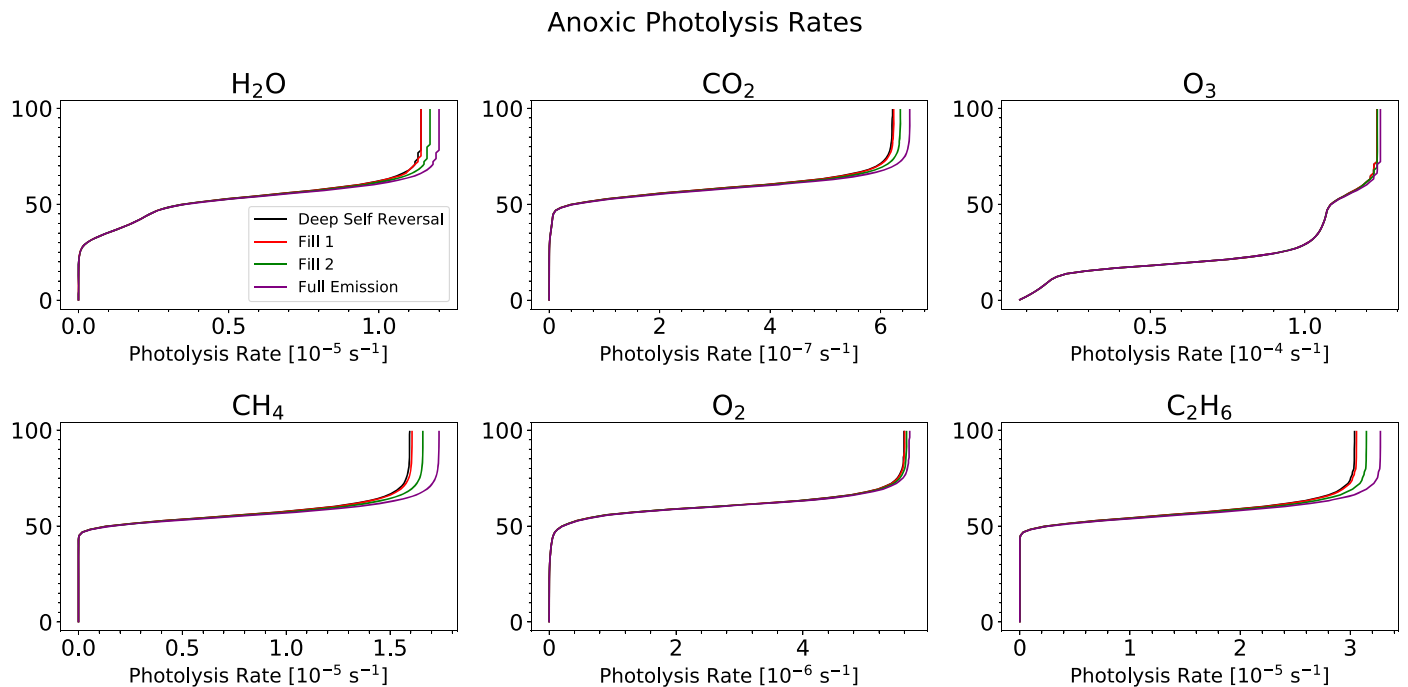 Anoxic Photolysis Rates
H₂O
CO₂
O₃
100
50
0
100
50
0
100
50
0
Deep Self Reversal
Fill 1
Fill 2
Full Emission
0.0 0.5 1.0
0 2 4 6
0.5 1.0
Photolysis Rate [10⁻⁵ s⁻¹]
Photolysis Rate [10⁻⁷ s⁻¹]
Photolysis Rate [10⁻⁴ s⁻¹]
CH₄
O₂
C₂H₆
100
50
0
100
50
0
100
50
0
0.0 0.5 1.0 1.5
0 2 4
0 1 2 3
Photolysis Rate [10⁻⁵ s⁻¹]
Photolysis Rate [10⁻⁶ s⁻¹]
Photolysis Rate [10⁻⁵ s⁻¹]